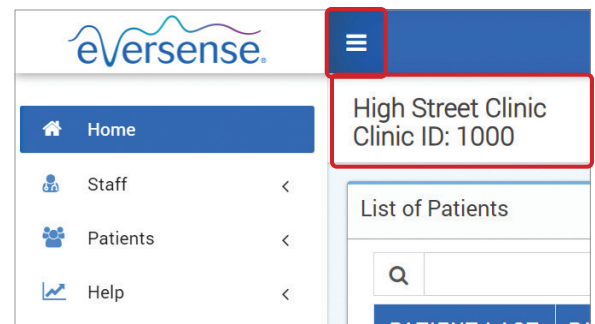 eversense.
Home
Staff
Patients
Help
High Street Clinic
Clinic ID: 1000
List of Patients